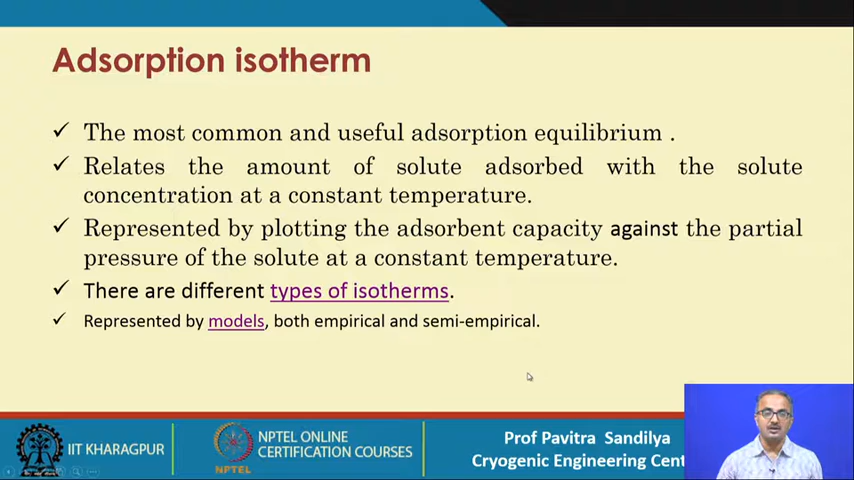 Adsorption isotherm
✓ The most common and useful adsorption equilibrium .
✓ Relates the amount of solute adsorbed with the solute
concentration at a constant temperature.
✓ Represented by plotting the adsorbent capacity against the partial
pressure of the solute at a constant temperature.
✓ There are different types of isotherms.
✓ Represented by models, both empirical and semi-empirical.
IIT KHARAGPUR
NPTEL
NPTEL ONLINE
CERTIFICATION COURSES
Prof Pavitra Sandilya
Cryogenic Engineering Cent